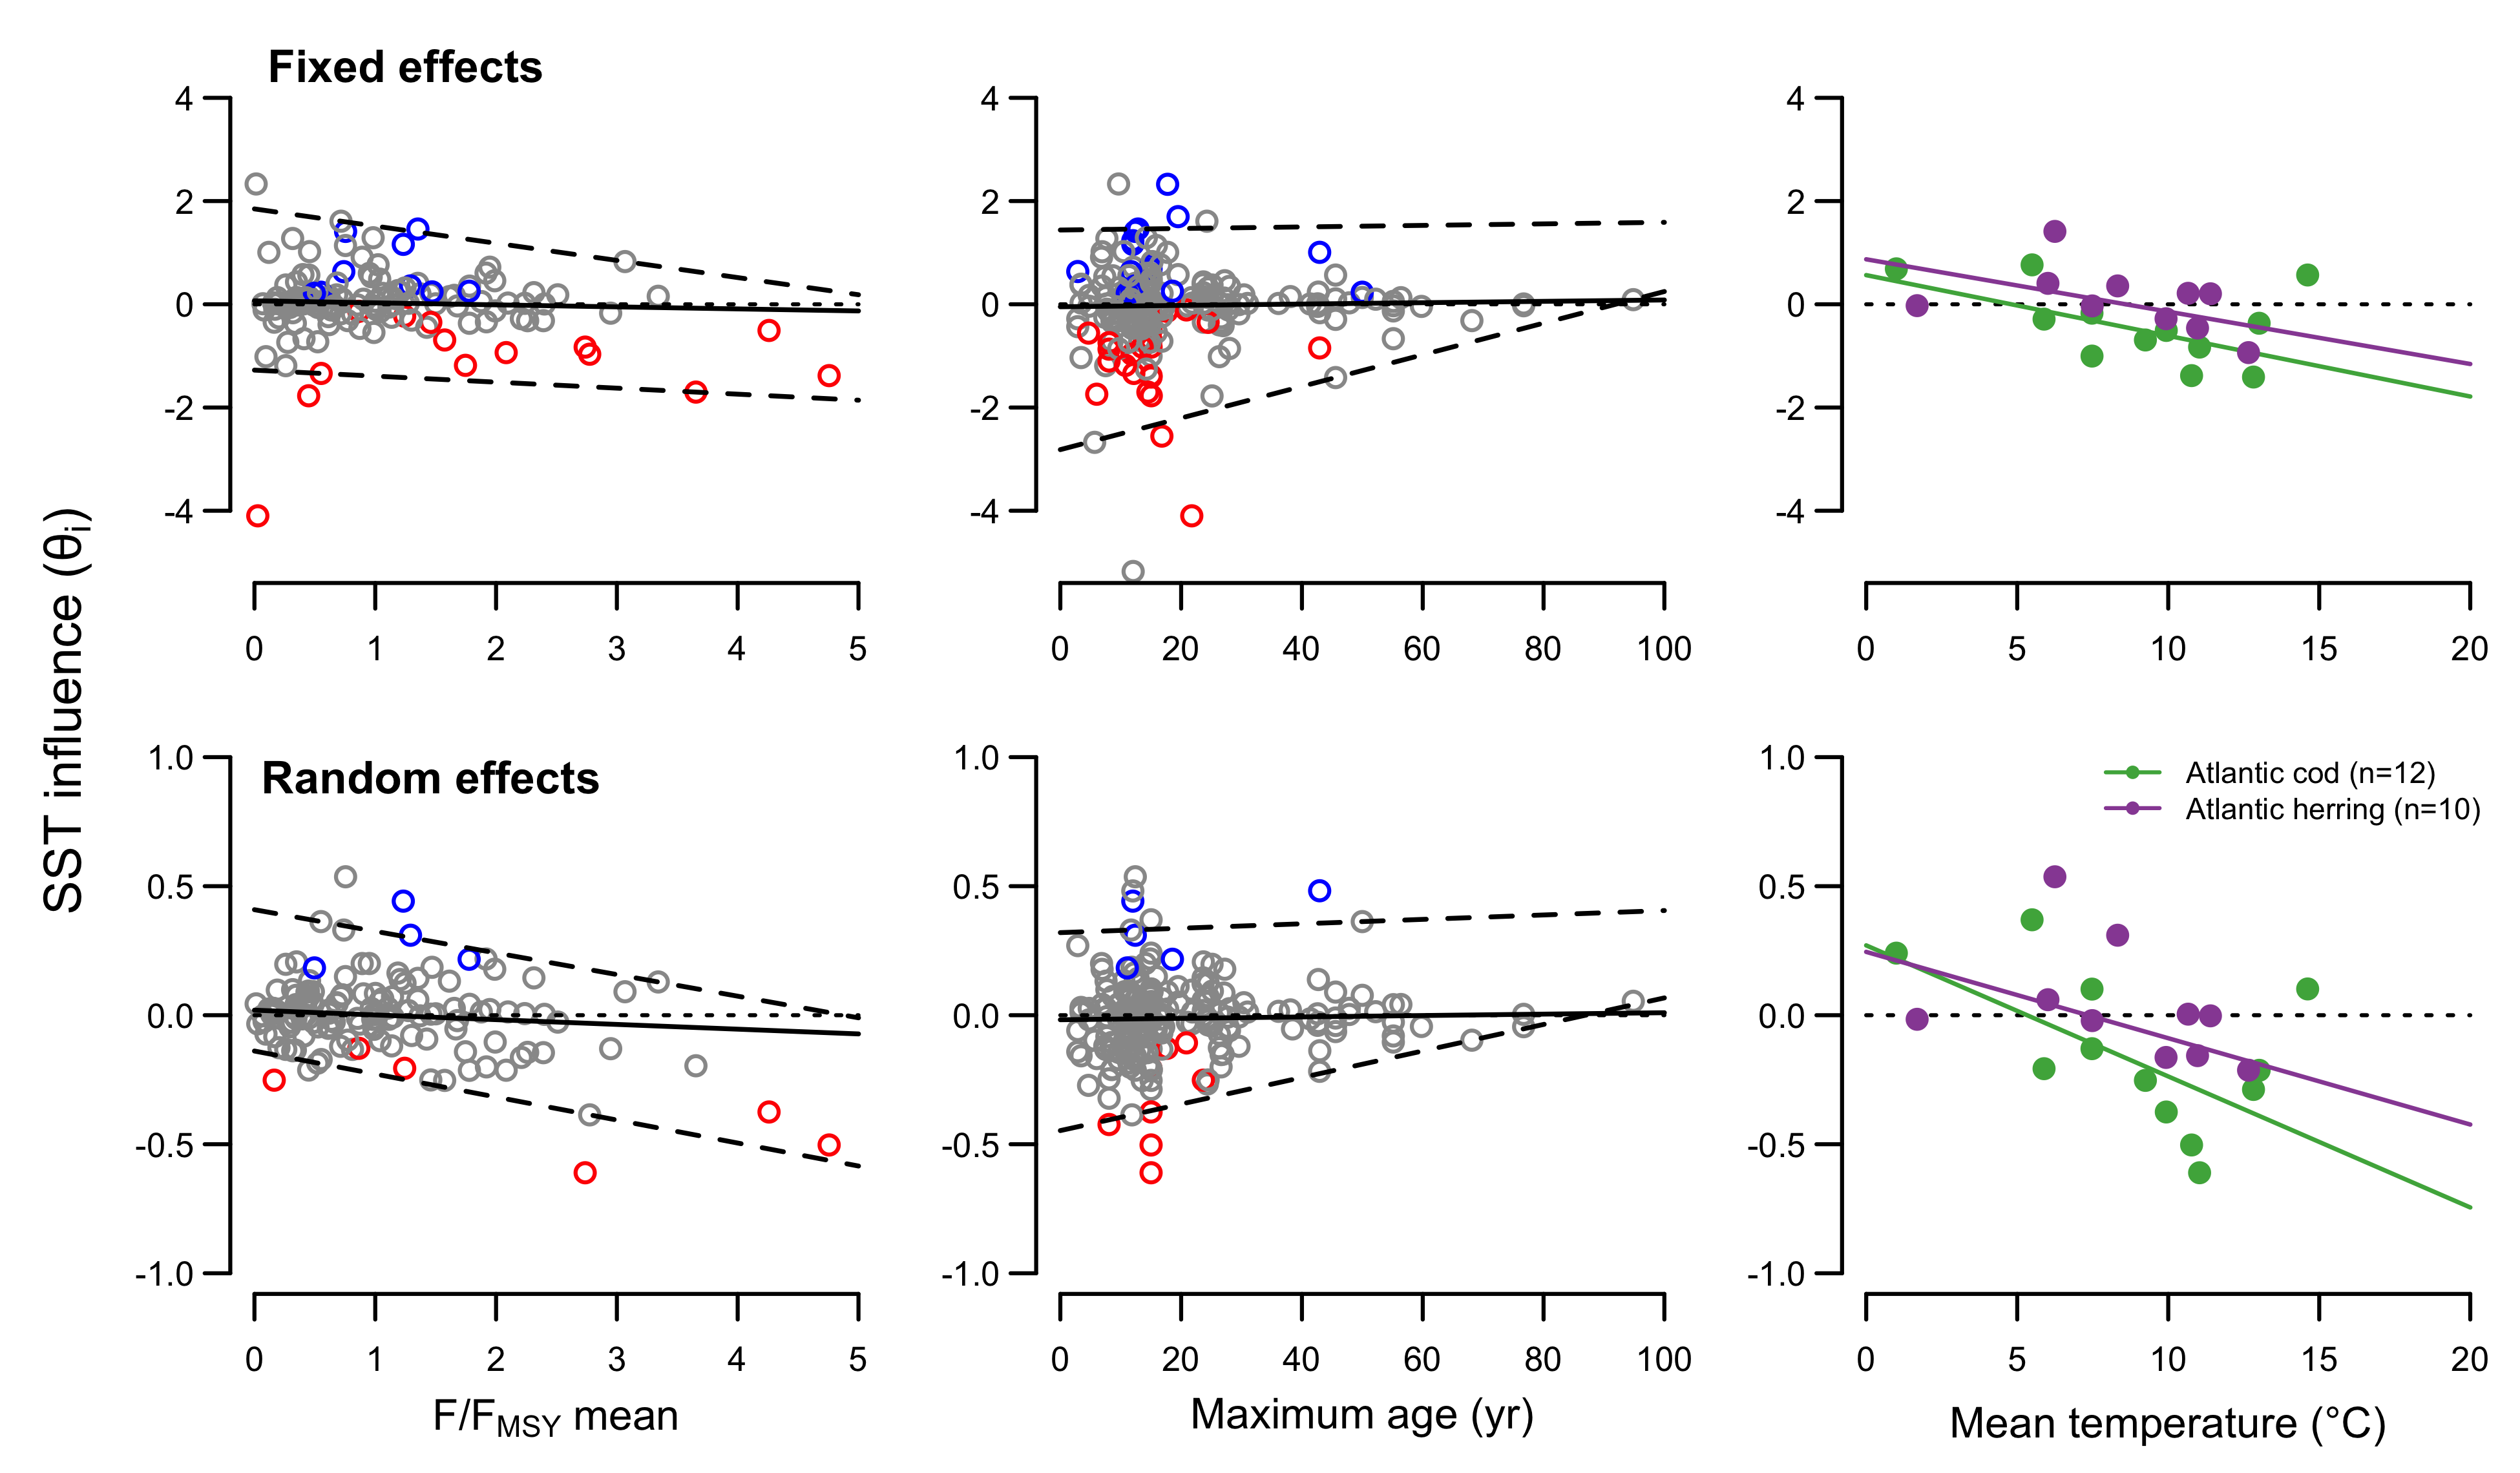 Fixed effects
4
2
0
-2
-4
0 1 2 3 4 5
4
2
0
-2
-4
0 20 40 60 80 100
4
2
0
-2
-4
0 5 10 15 20
SST influence (θi)
Random effects
1.0
0.5
0.0
-0.5
-1.0
0 1 2 3 4 5
F/FMSY mean
1.0
0.5
0.0
-0.5
-1.0
0 20 40 60 80 100
Maximum age (yr)
Atlantic cod (n=12)
Atlantic herring (n=10)
1.0
0.5
0.0
-0.5
-1.0
0 5 10 15 20
Mean temperature (°C)